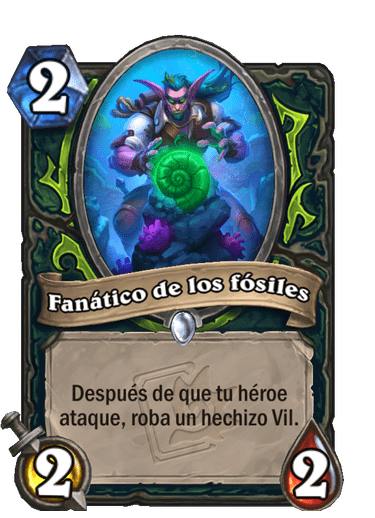 2
Fanático de los fósiles
Después de que tu héroe
ataque, roba un hechizo Vil.
2
2